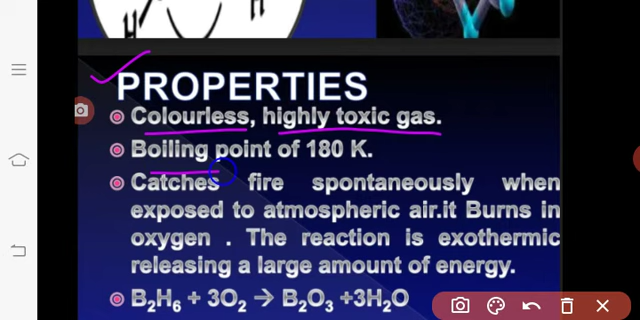 H
H
PROPERTIES
Colourless, highly toxic gas.
Boiling point of 180 K.
Catches fire spontaneously when
exposed to atmospheric air.it Burns in
oxygen . The reaction is exothermic
releasing a large amount of energy.
B₂H₆ + 3O₂ → B₂O₃ +3H₂O